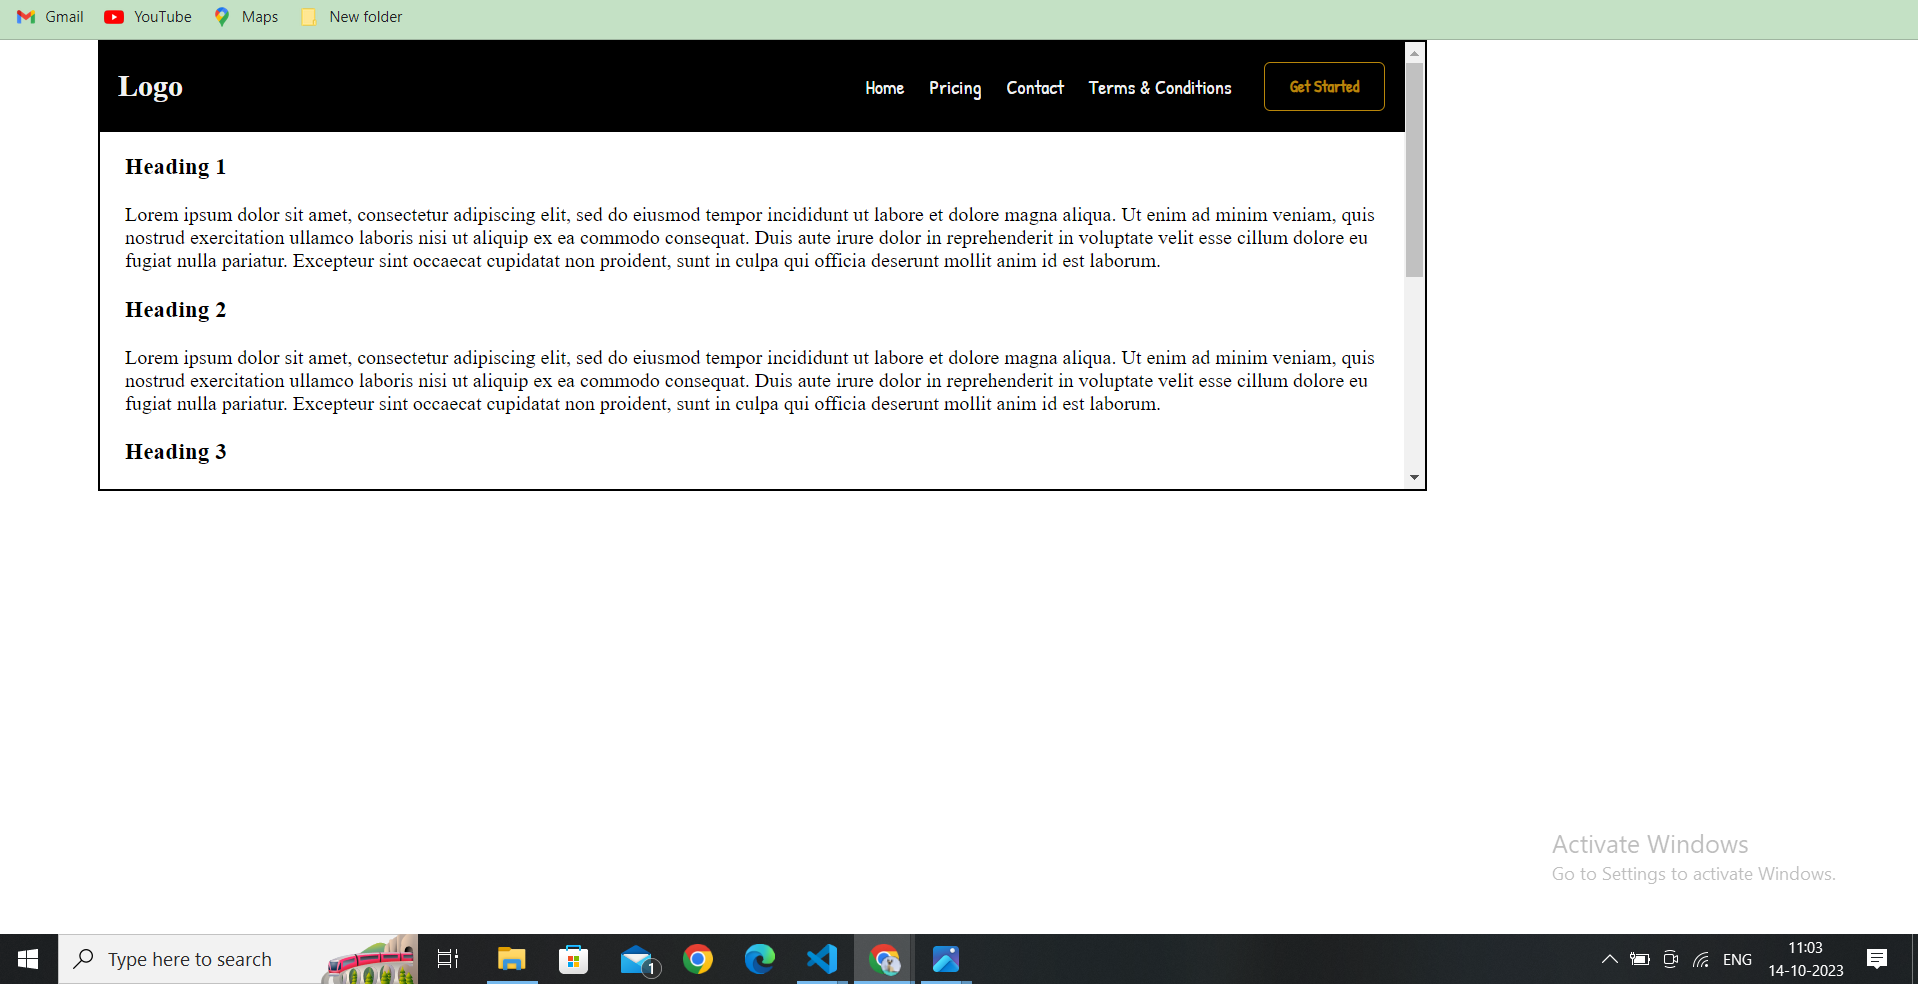 Gmail YouTube Maps New folder
Logo Home Pricing Contact Terms & Conditions Get Started
Heading 1
Lorem ipsum dolor sit amet, consectetur adipiscing elit, sed do eiusmod tempor incididunt ut labore et dolore magna aliqua. Ut enim ad minim veniam, quis
nostrud exercitation ullamco laboris nisi ut aliquip ex ea commodo consequat. Duis aute irure dolor in reprehenderit in voluptate velit esse cillum dolore eu
fugiat nulla pariatur. Excepteur sint occaecat cupidatat non proident, sunt in culpa qui officia deserunt mollit anim id est laborum.
Heading 2
Lorem ipsum dolor sit amet, consectetur adipiscing elit, sed do eiusmod tempor incididunt ut labore et dolore magna aliqua. Ut enim ad minim veniam, quis
nostrud exercitation ullamco laboris nisi ut aliquip ex ea commodo consequat. Duis aute irure dolor in reprehenderit in voluptate velit esse cillum dolore eu
fugiat nulla pariatur. Excepteur sint occaecat cupidatat non proident, sunt in culpa qui officia deserunt mollit anim id est laborum.
Heading 3
Activate Windows
Go to Settings to activate Windows.
Type here to search 1 ENG 11:03
14-10-2023